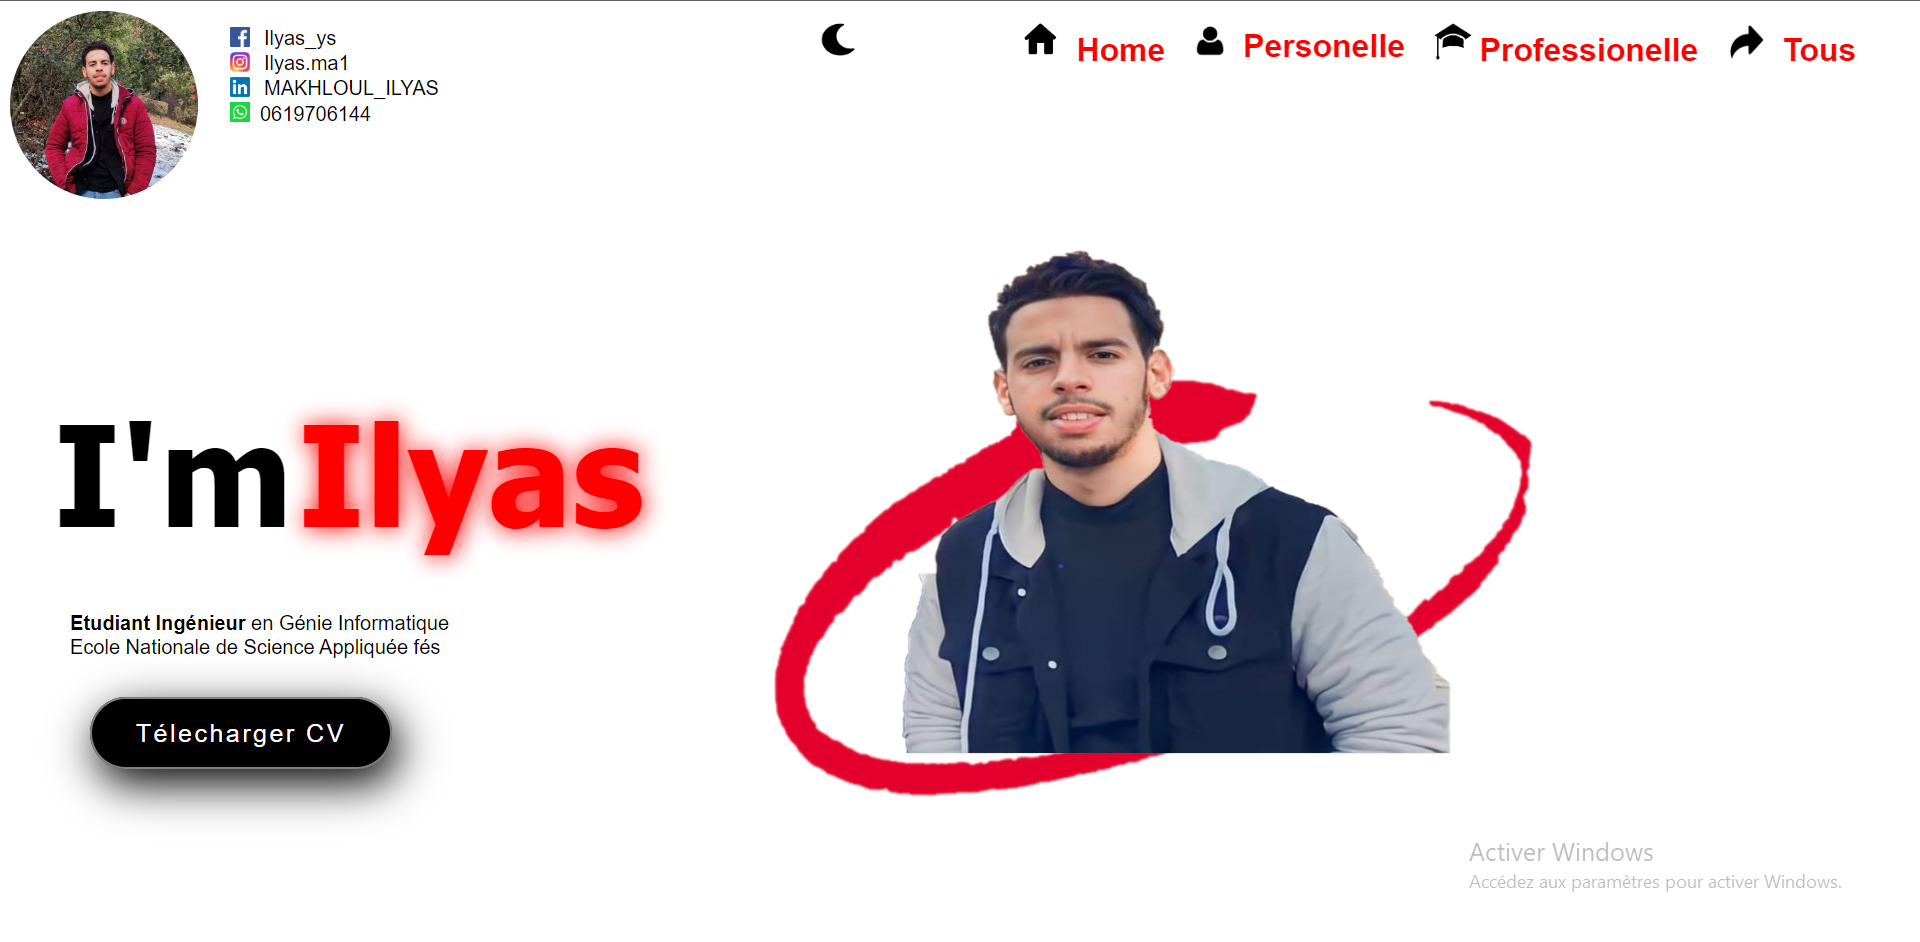 Ilyas_ys
Ilyas.ma1
MAKHLOUL_ILYAS
0619706144
Home Personelle Professionelle Tous
I'm Ilyas
Etudiant Ingénieur en Génie Informatique
Ecole Nationale de Science Appliquée fés
Télecharger CV
Activer Windows
Accédez aux paramètres pour activer Windows.